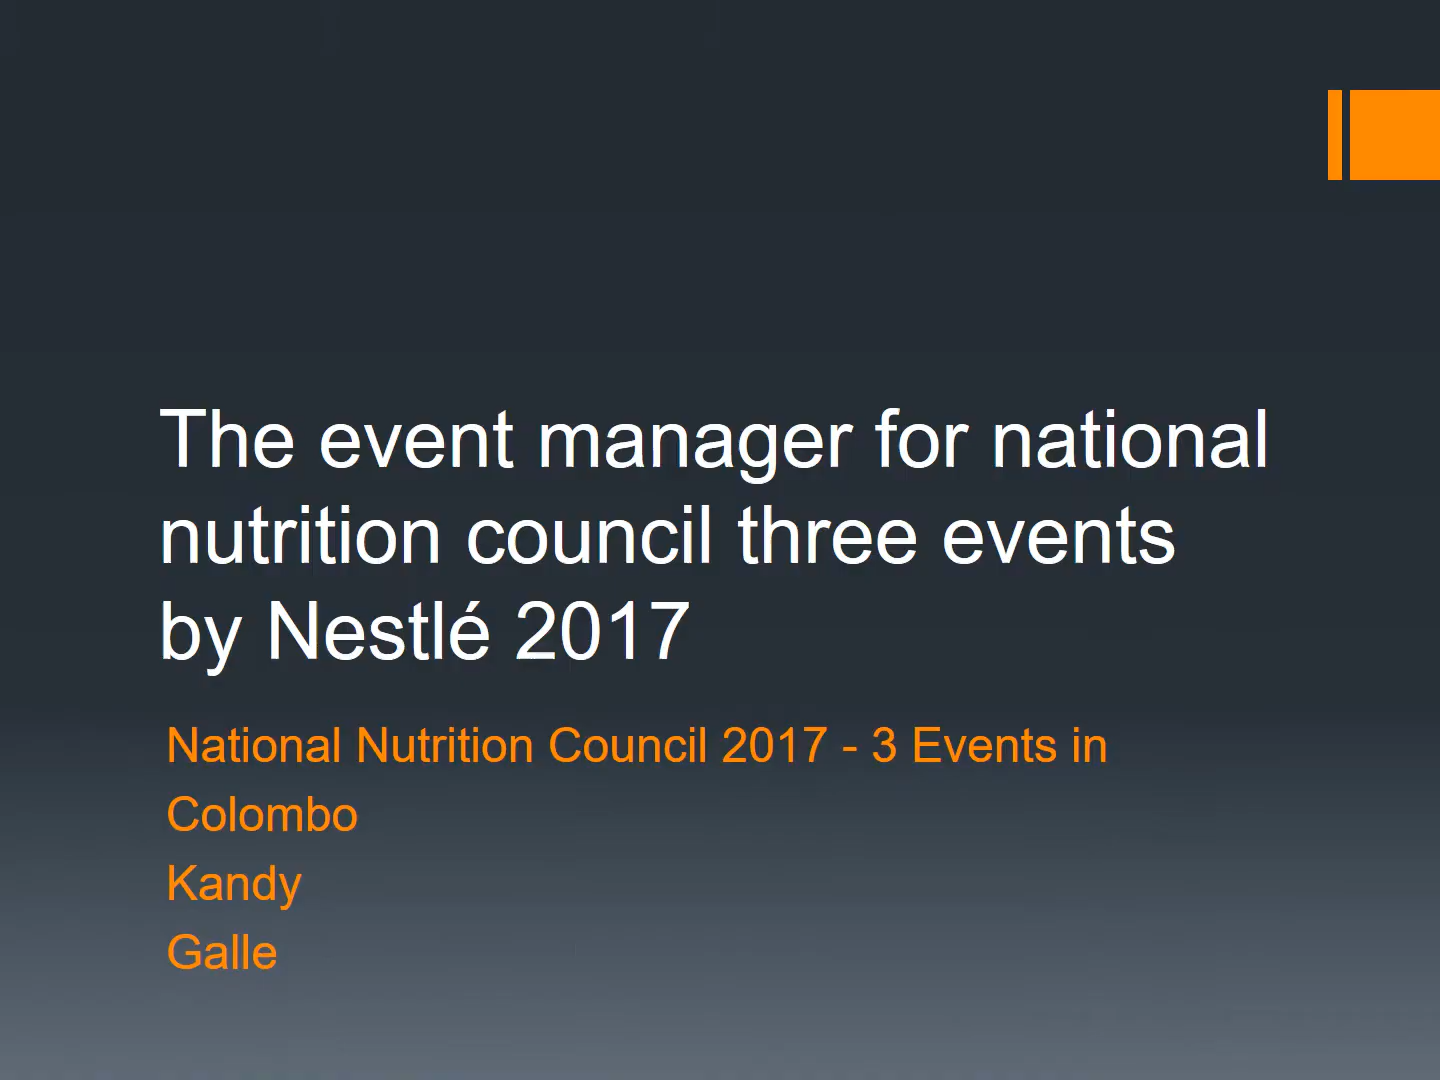 The event manager for national
nutrition council three events
by Nestlé 2017
National Nutrition Council 2017 - 3 Events in
Colombo
Kandy
Galle